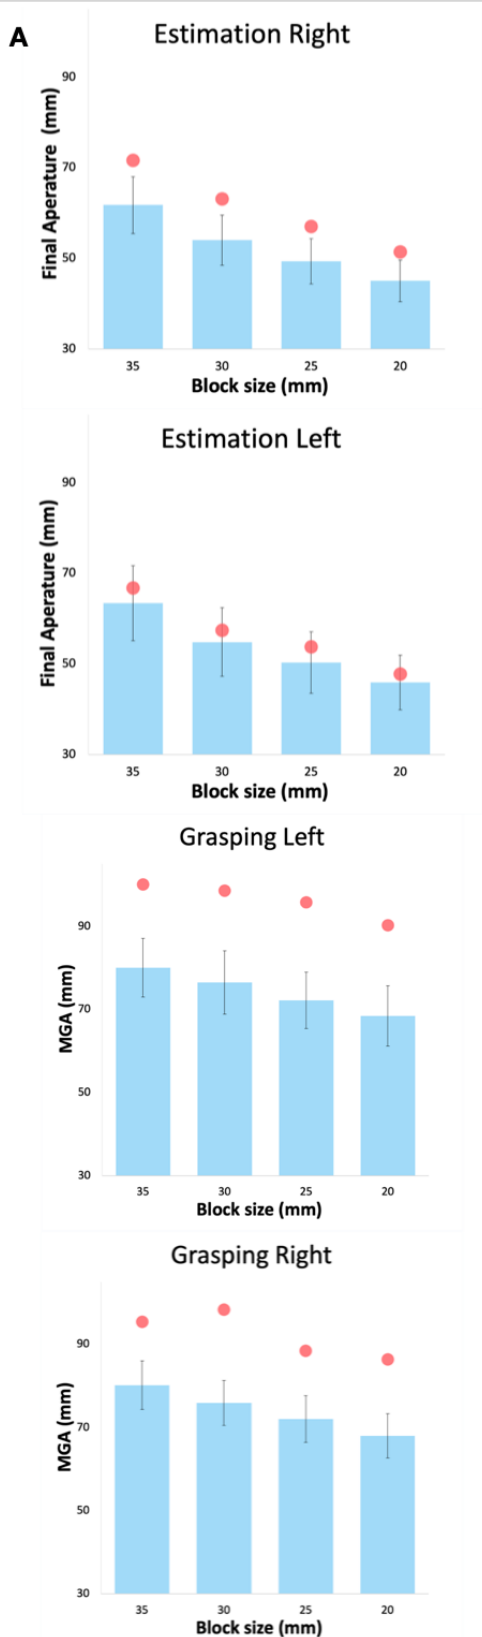 A
Estimation Right
Final Aperature (mm)
90
70
50
30
35 30 25 20
Block size (mm)
Estimation Left
Final Aperature (mm)
90
70
50
30
35 30 25 20
Block size (mm)
Grasping Left
MGA (mm)
90
70
50
30
35 30 25 20
Block size (mm)
Grasping Right
MGA (mm)
90
70
50
30
35 30 25 20
Block size (mm)